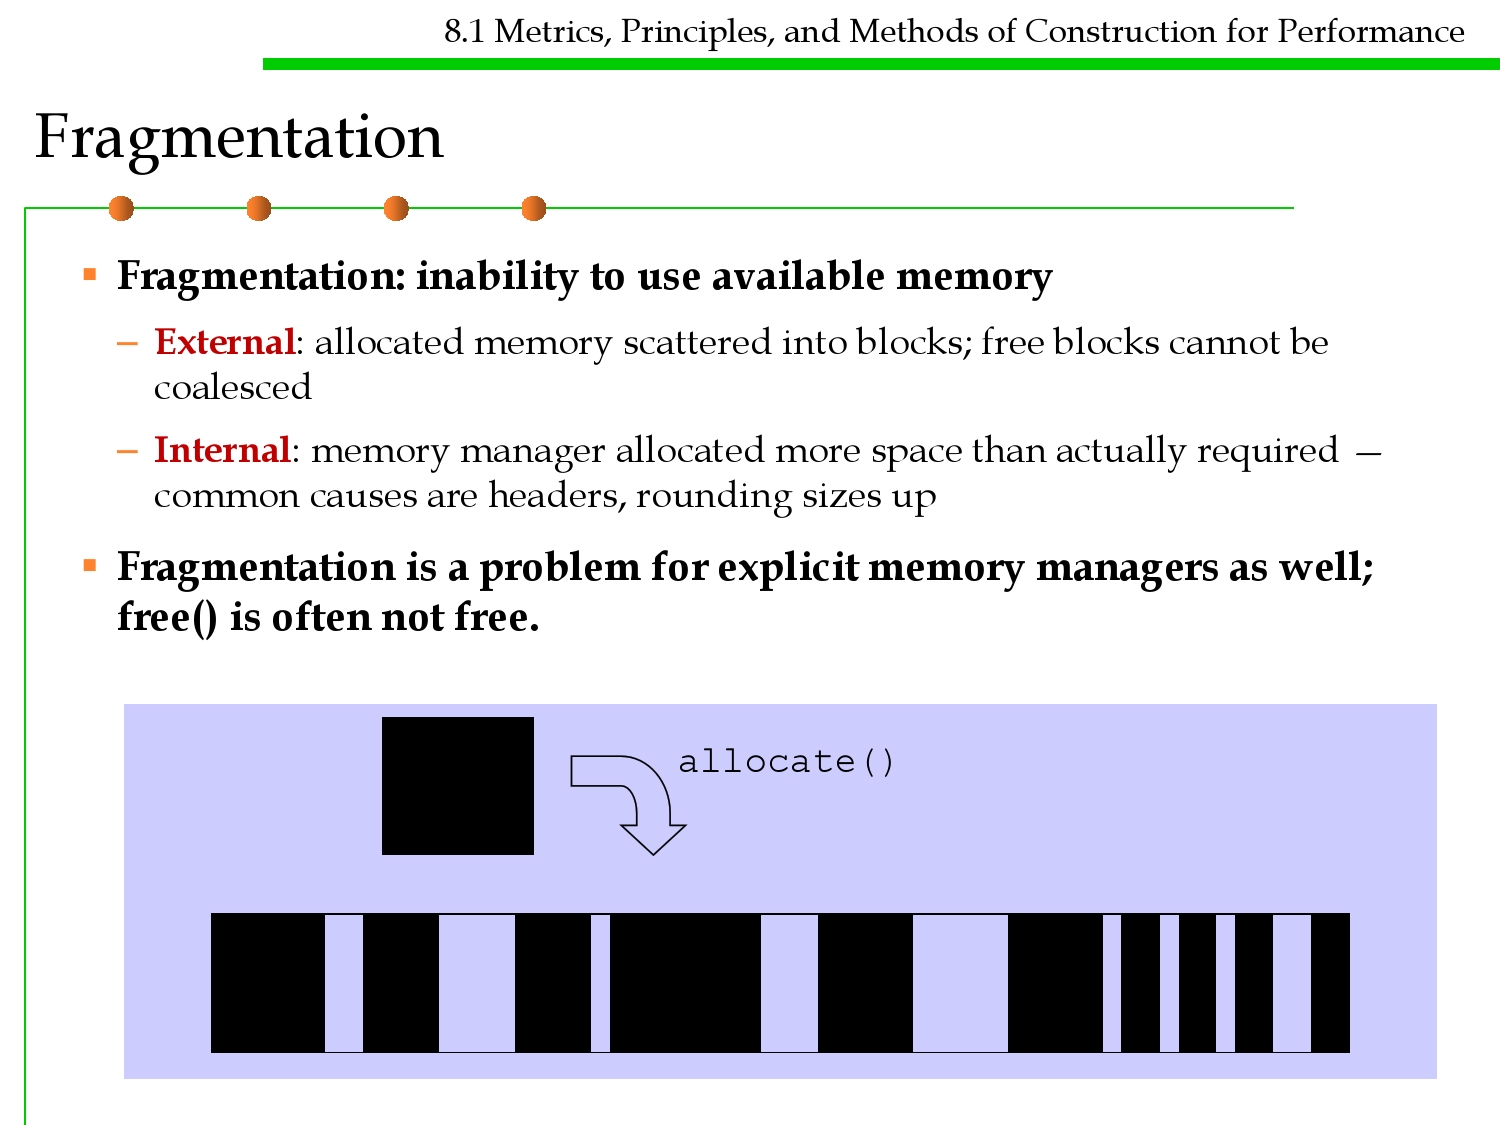 8.1 Metrics, Principles, and Methods of Construction for Performance
Fragmentation
▪ Fragmentation: inability to use available memory
– External: allocated memory scattered into blocks; free blocks cannot be
coalesced
– Internal: memory manager allocated more space than actually required —
common causes are headers, rounding sizes up
▪ Fragmentation is a problem for explicit memory managers as well;
free() is often not free.
allocate()